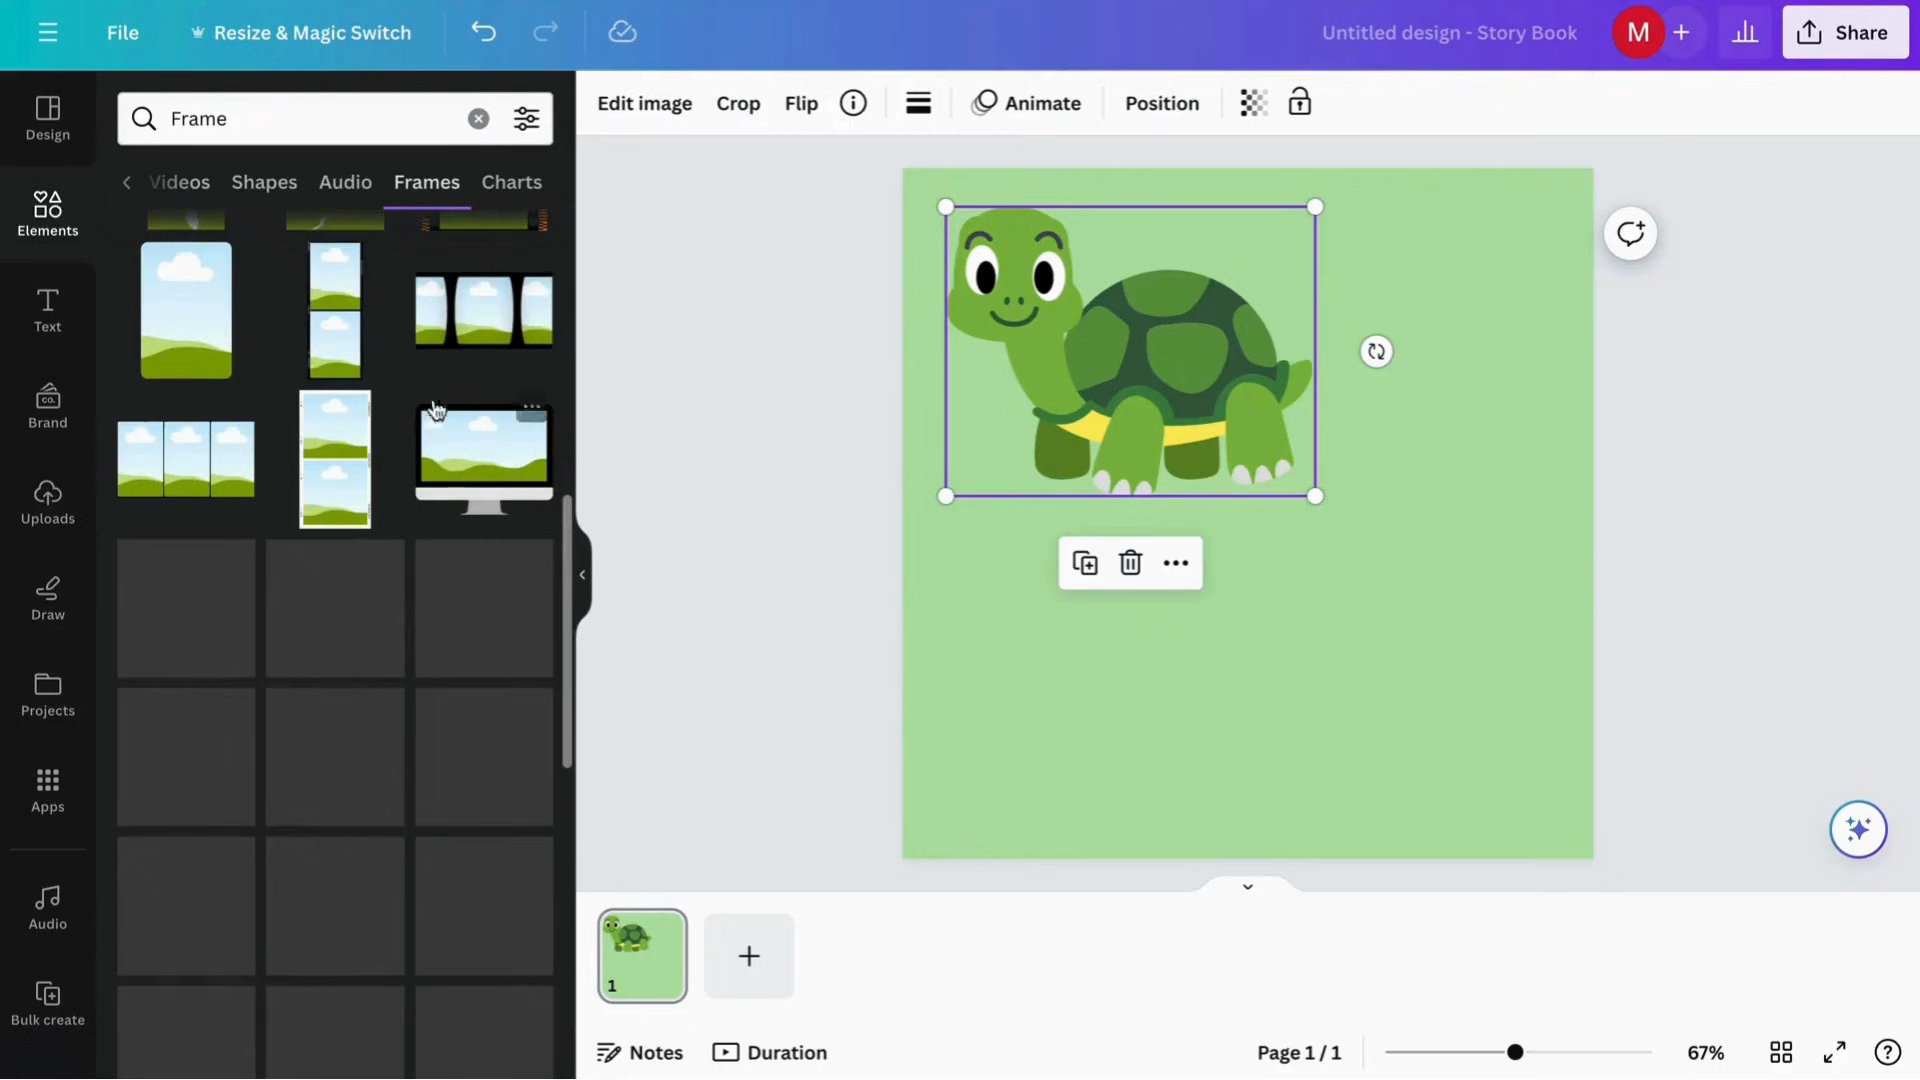 File
Resize & Magic Switch
Untitled design - Story Book
M
Share
Design
Elements
Text
Brand
CO.
Uploads
Draw
Projects
Apps
Audio
Bulk create
Frame
Videos
Shapes
Audio
Frames
Charts
Edit image
Crop
Flip
Animate
Position
1
Notes
Duration
Page 1 / 1
67%